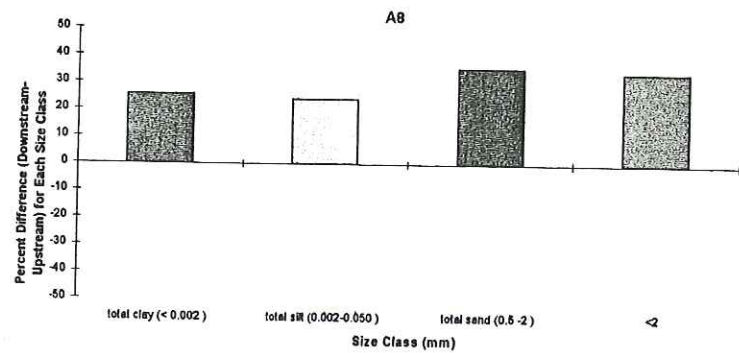 A8
Percent Difference (Downstream-
Upstream) for Each Size Class
50
40
30
20
10
0
-10
-20
-30
-40
-50
total clay (< 0.002 )
total silt (0.002-0.050 )
total sand (0.5 -2 )
<2
Size Class (mm)